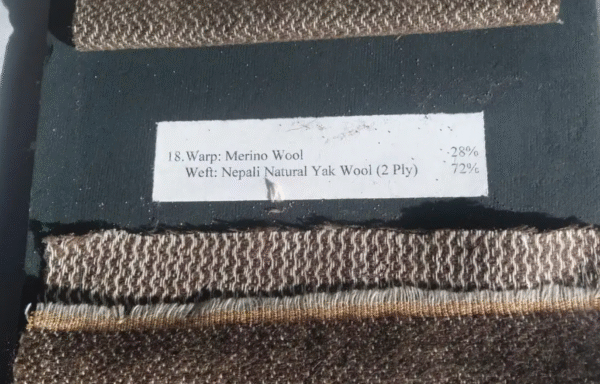 18. Warp: Merino Wool 28%
Weft: Nepali Natural Yak Wool (2 Ply) 72%